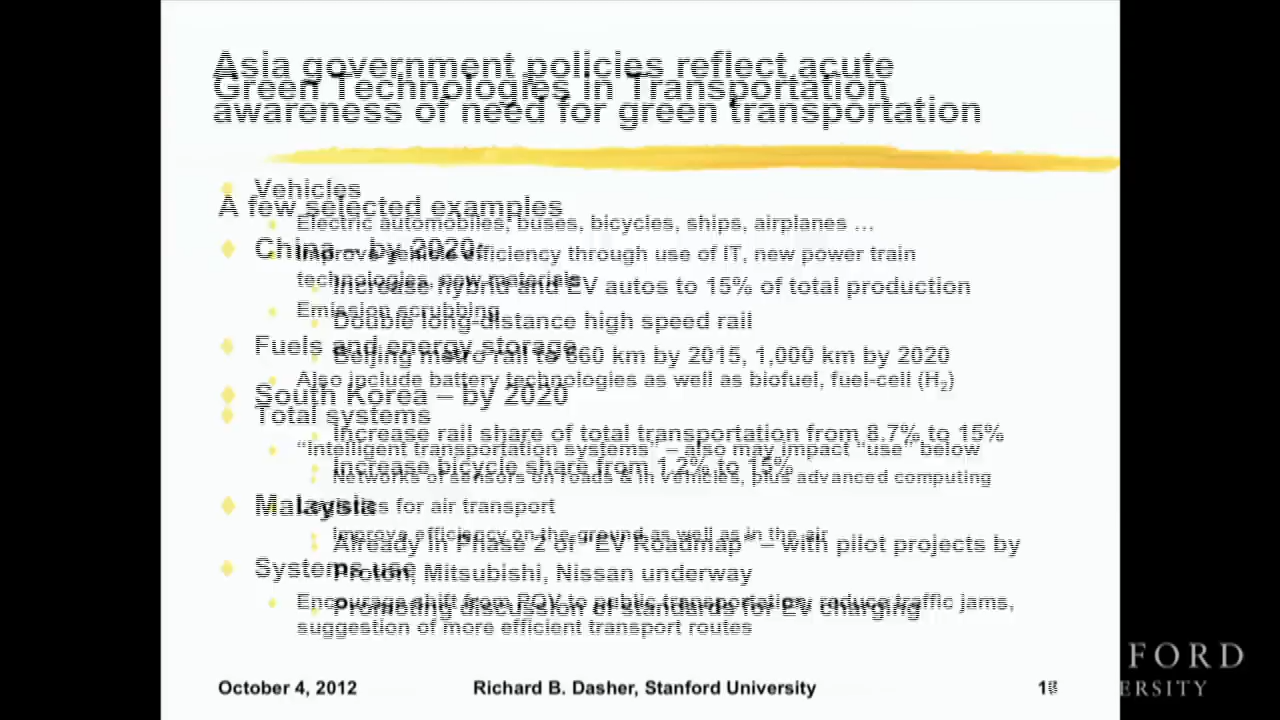 Asia government policies reflect acute
Green Technologies in Transportation
awareness of need for green transportation
Vehicles
A few selected examples
Electric automobiles, buses, bicycles, ships, airplanes …
China – by 2020:
Improve vehicle efficiency through use of IT, new power train
technologies, new materials
Increase hybrid and EV autos to 15% of total production
Emission scrubbing
Double long-distance high speed rail
Fuels and energy storage
Beijing metro rail to 660 km by 2015, 1,000 km by 2020
Also include battery technologies as well as biofuel, fuel-cell (H₂)
South Korea – by 2020
Total systems
Increase rail share of total transportation from 8.7% to 15%
“Intelligent transportation systems” – also may impact “use” below
Increase bicycle share from 1.2% to 15%
Networks of sensors on roads & in vehicles, plus advanced computing
Malaysia
for air transport
Improve efficiency on the ground as well as in the air
Already in Phase 2 of “EV Roadmap” – with pilot projects by
Systems use
Proton, Mitsubishi, Nissan underway
Encourage shift from POV to public transportation, reduce traffic jams,
Promoting discussion of standards for EV charging
suggestion of more efficient transport routes
October 4, 2012 Richard B. Dasher, Stanford University
FORD
ERSITY